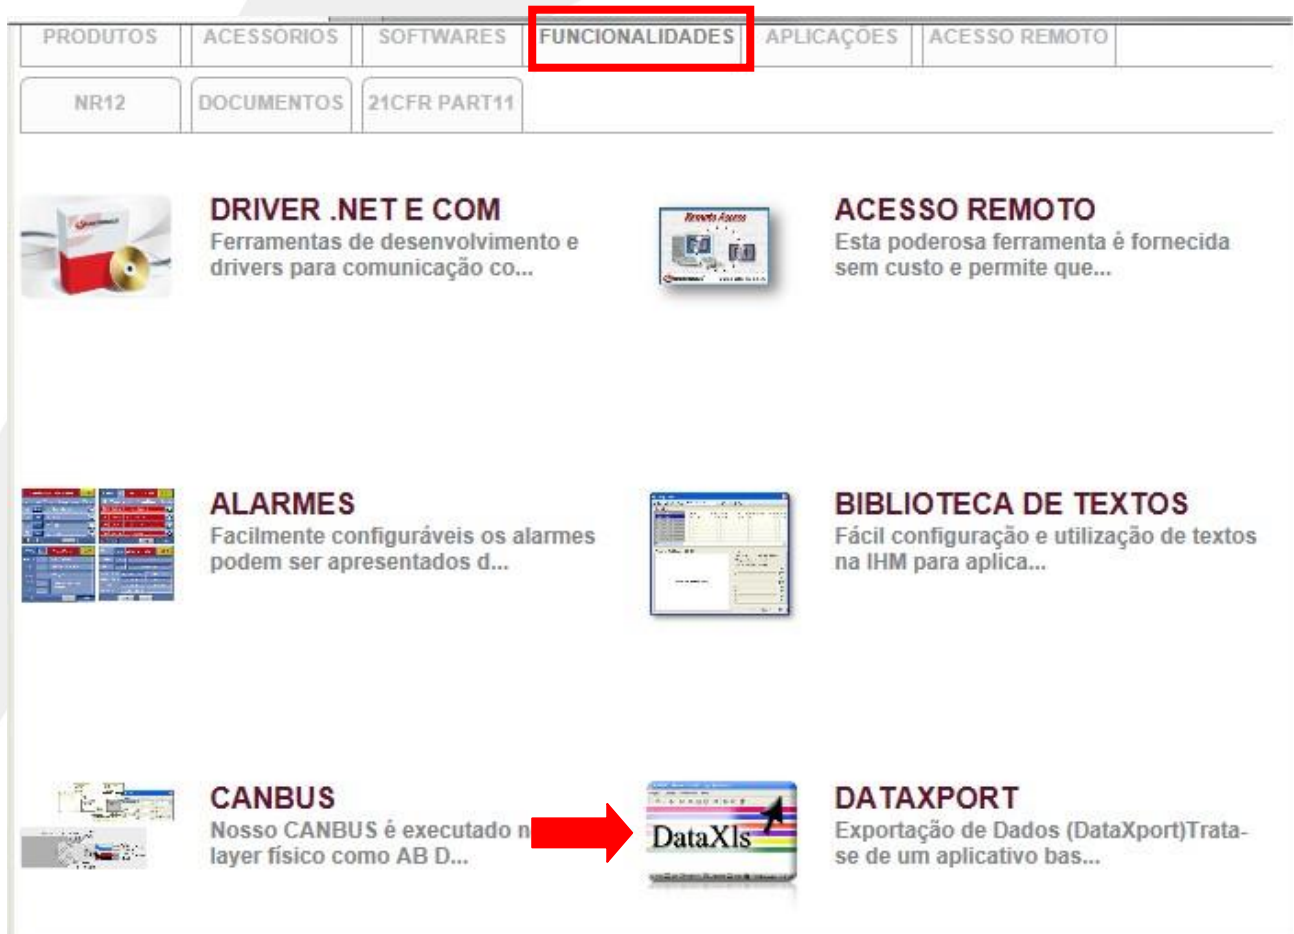 PRODUTOS ACESSÓRIOS SOFTWARES FUNCIONALIDADES APLICAÇÕES ACESSO REMOTO
NR12 DOCUMENTOS 21CFR PART11
DRIVER .NET E COM
Ferramentas de desenvolvimento e
drivers para comunicação co...
Remote Access
ACESSO REMOTO
Esta poderosa ferramenta é fornecida
sem custo e permite que...
ALARMES
Facilmente configuráveis os alarmes
podem ser apresentados d...
BIBLIOTECA DE TEXTOS
Fácil configuração e utilização de textos
na IHM para aplica...
CANBUS
Nosso CANBUS é executado n
layer físico como AB D...
DataXls
DATAXPORT
Exportação de Dados (DataXport)Trata-
se de um aplicativo bas...